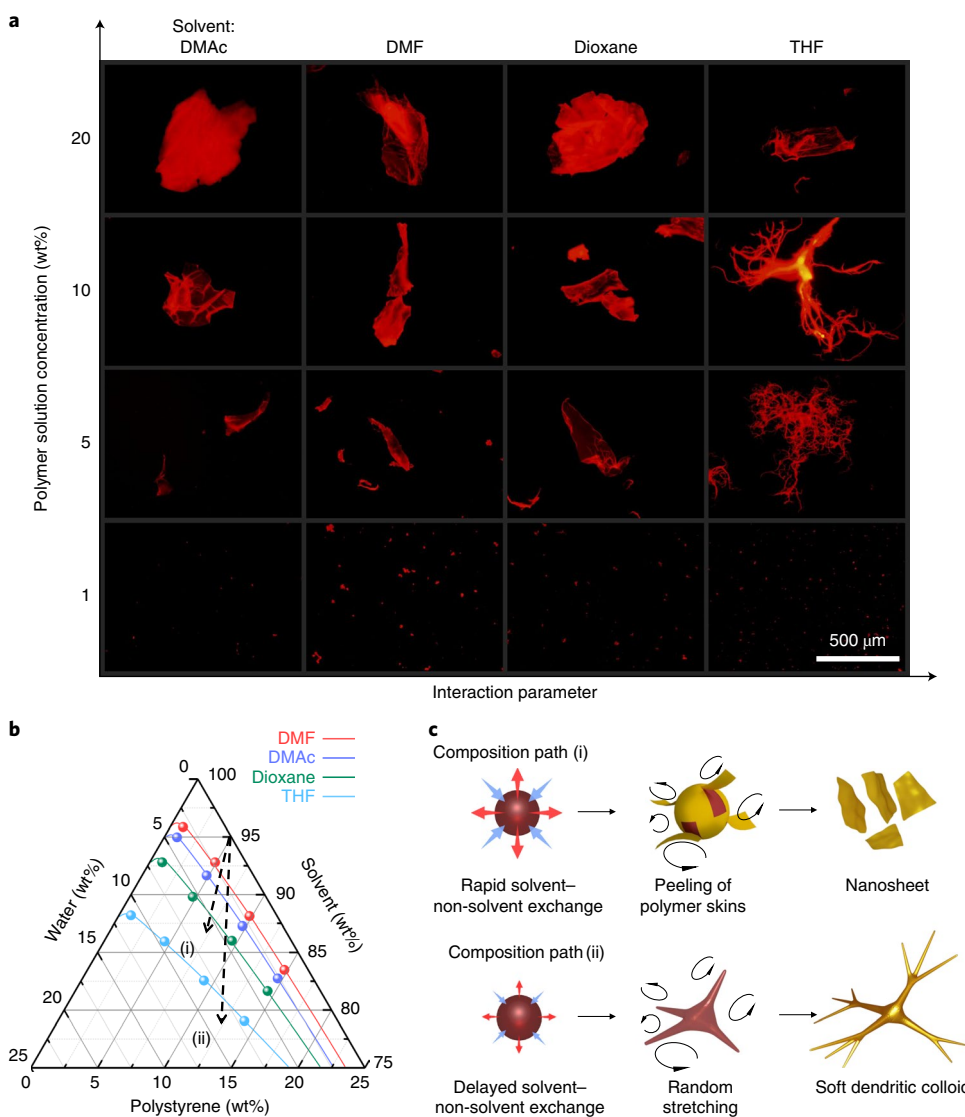 a
Solvent:
DMAc
DMF
Dioxane
THF
Polymer solution concentration (wt%)
20
10
5
1
500 μm
Interaction parameter
b
DMF
DMAc
Dioxane
THF
0
100
5
95
10
90
15
85
20
80
25
75
Water (wt%)
Solvent (wt%)
(i)
(ii)
0
5
10
15
20
25
Polystyrene (wt%)
c
Composition path (i)
Rapid solvent–
non-solvent exchange
Peeling of
polymer skins
Nanosheet
Composition path (ii)
Delayed solvent–
non-solvent exchange
Random
stretching
Soft dendritic colloid